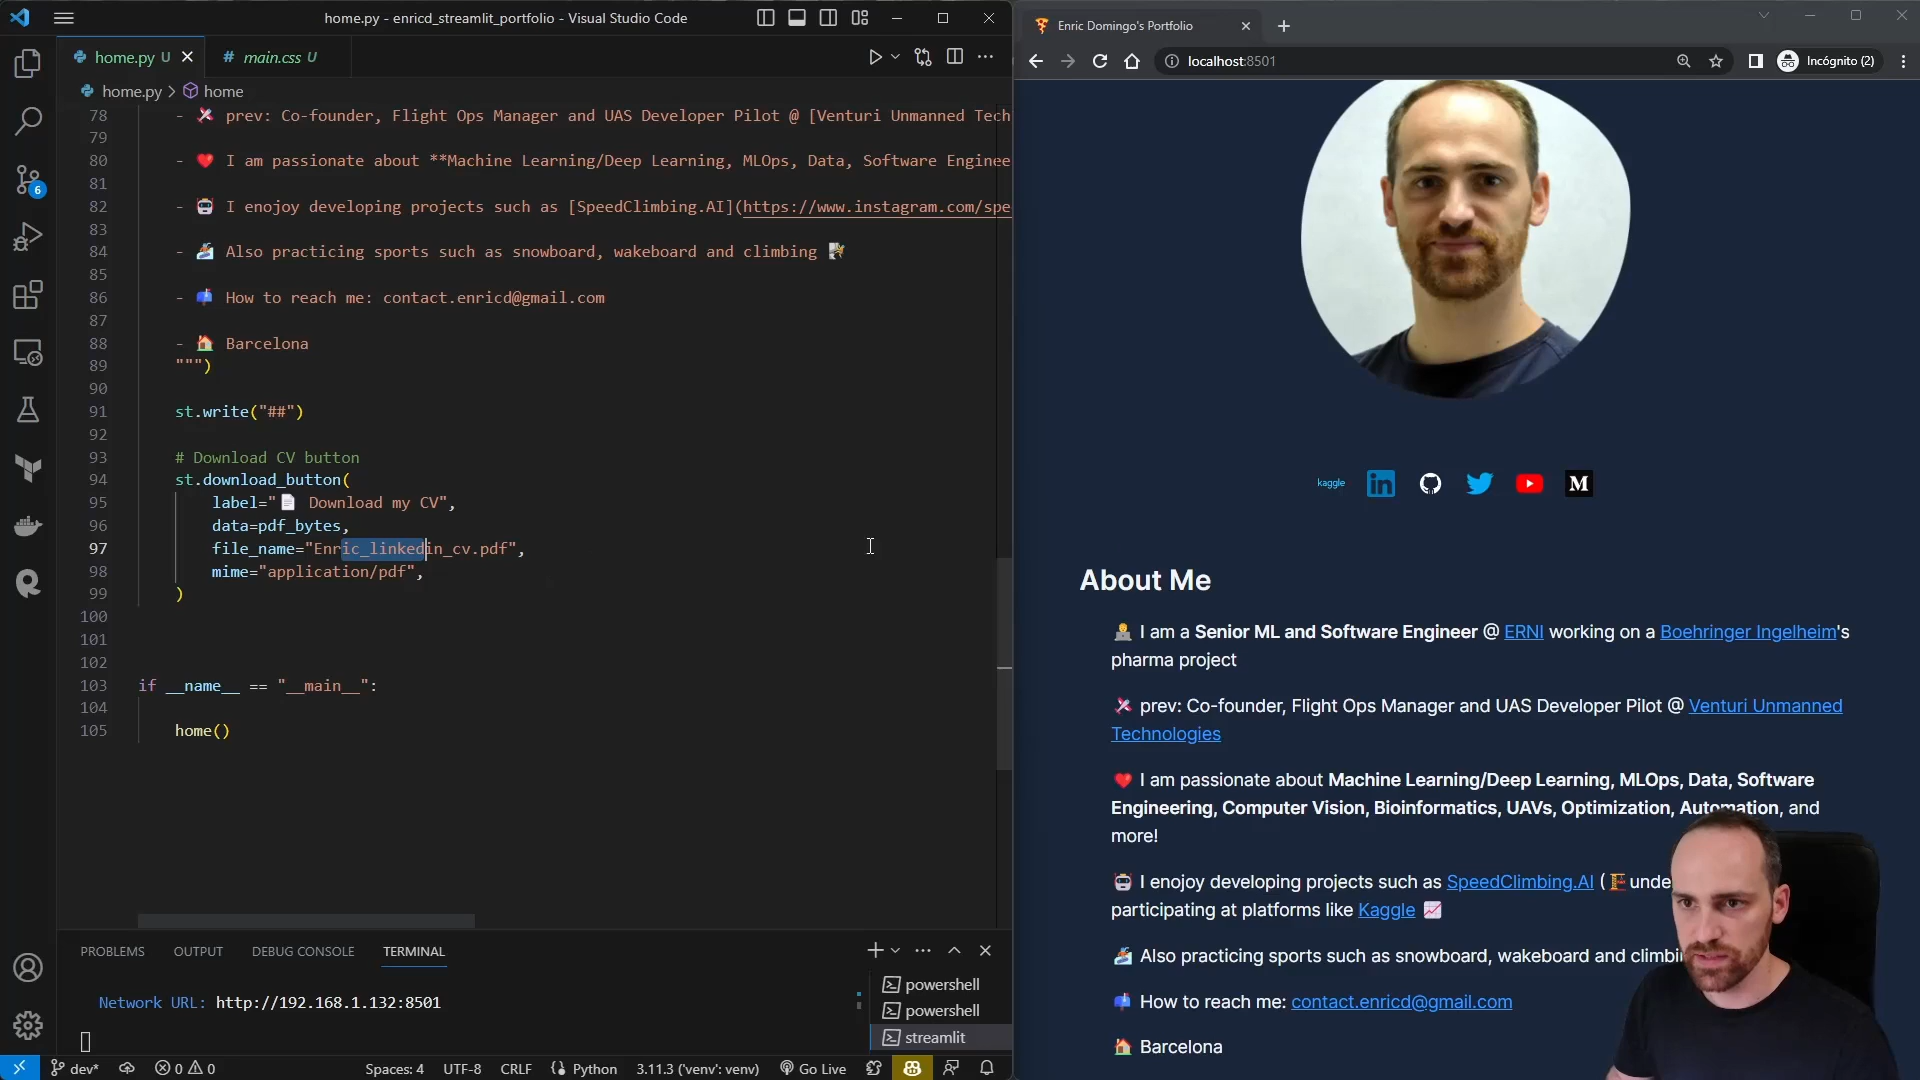 home.py - enricd_streamlit_portfolio - Visual Studio Code
home.py U
# main.css U
home.py > home
78 - prev: Co-founder, Flight Ops Manager and UAS Developer Pilot @ [Venturi Unmanned Tech
79
80 - ❤️ I am passionate about **Machine Learning/Deep Learning, MLOps, Data, Software Enginee
81
82 - 🤖 I enojoy developing projects such as [SpeedClimbing.AI](https://www.instagram.com/spe
83
84 - 🏂 Also practicing sports such as snowboard, wakeboard and climbing
85
86 - 📫 How to reach me: contact.enricd@gmail.com
87
88 - 🏠 Barcelona
89 """)
90
91 st.write("##")
92
93 # Download CV button
94 st.download_button(
95 label="📄 Download my CV",
96 data=pdf_bytes,
97 file_name="Enric_linkedin_cv.pdf",
98 mime="application/pdf",
99 )
100
101
102
103 if __name__ == "__main__":
104
105 home()
PROBLEMS OUTPUT DEBUG CONSOLE TERMINAL
Network URL: http://192.168.1.132:8501
powershell
powershell
streamlit
6
dev* 0 0 Spaces: 4 UTF-8 CRLF Python 3.11.3 ('venv': venv) Go Live
Enric Domingo's Portfolio
localhost:8501
Incógnito (2)
kaggle in M
About Me
I am a Senior ML and Software Engineer @ ERNI working on a Boehringer Ingelheim's
pharma project
prev: Co-founder, Flight Ops Manager and UAS Developer Pilot @ Venturi Unmanned
Technologies
❤️ I am passionate about Machine Learning/Deep Learning, MLOps, Data, Software
Engineering, Computer Vision, Bioinformatics, UAVs, Optimization, Automation, and
more!
🤖 I enojoy developing projects such as SpeedClimbing.AI (🏗️unde
participating at platforms like Kaggle 📈
🏂 Also practicing sports such as snowboard, wakeboard and climbi
📫 How to reach me: contact.enricd@gmail.com
🏠 Barcelona